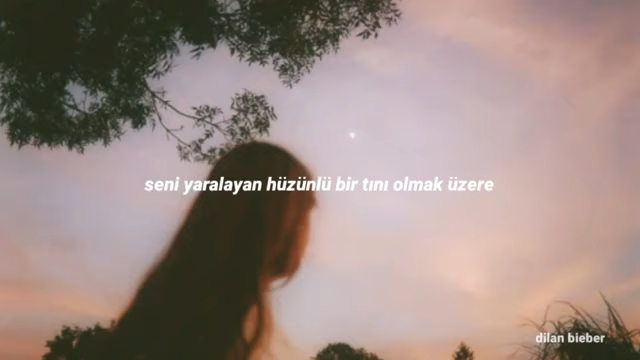 seni yaralayan hüzünlü bir tını olmak üzere
dilan bieber